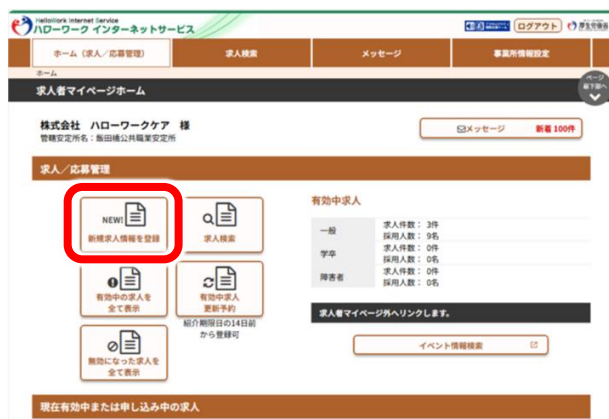 HelloWork Internet Service
ハローワーク インターネットサービス
ログアウト
厚生労働省
ホーム（求人／応募管理）
求人検索
メッセージ
事業所情報設定
ホーム
ページ
最下部へ
求人者マイページホーム
株式会社 ハローワークケア 様
管轄安定所名：飯田橋公共職業安定所
メッセージ 新着 100件
求人／応募管理
NEW!
新規求人情報を登録
求人検索
有効中の求人を
全て表示
有効中求人
更新予約
紹介期限日の14日前
から登録可
無効になった求人を
全て表示
有効中求人
一般
求人件数： 3件
採用人数： 9名
学卒
求人件数： 0件
採用人数： 0名
障害者
求人件数： 0件
採用人数： 0名
求人者マイページ外へリンクします。
イベント情報検索
現在有効中または申し込み中の求人